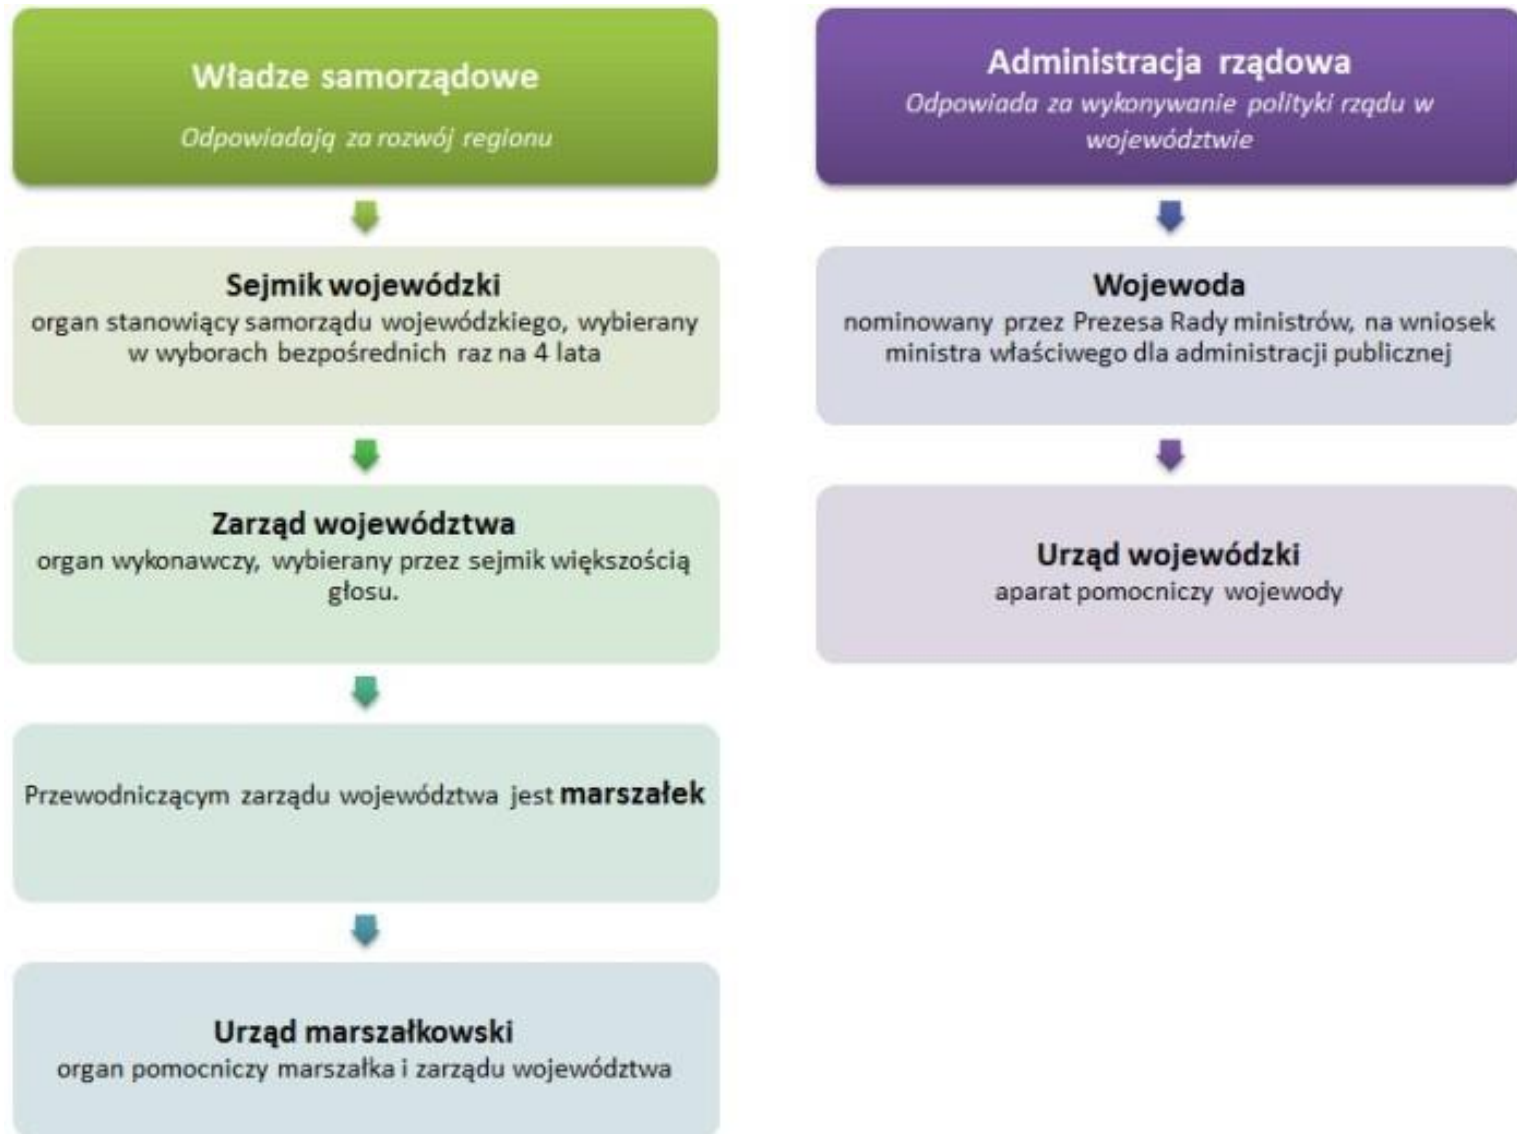 Władze samorządowe
Odpowiadają za rozwój regionu
Sejmik wojewódzki
organ stanowiący samorządu wojewódzkiego, wybierany
w wyborach bezpośrednich raz na 4 lata
Zarząd województwa
organ wykonawczy, wybierany przez sejmik większością
głosu.
Przewodniczącym zarządu województwa jest marszałek
Urząd marszałkowski
organ pomocniczy marszałka i zarządu województwa
Administracja rządowa
Odpowiada za wykonywanie polityki rządu w
województwie
Wojewoda
nominowany przez Prezesa Rady ministrów, na wniosek
ministra właściwego dla administracji publicznej
Urząd wojewódzki
aparat pomocniczy wojewody